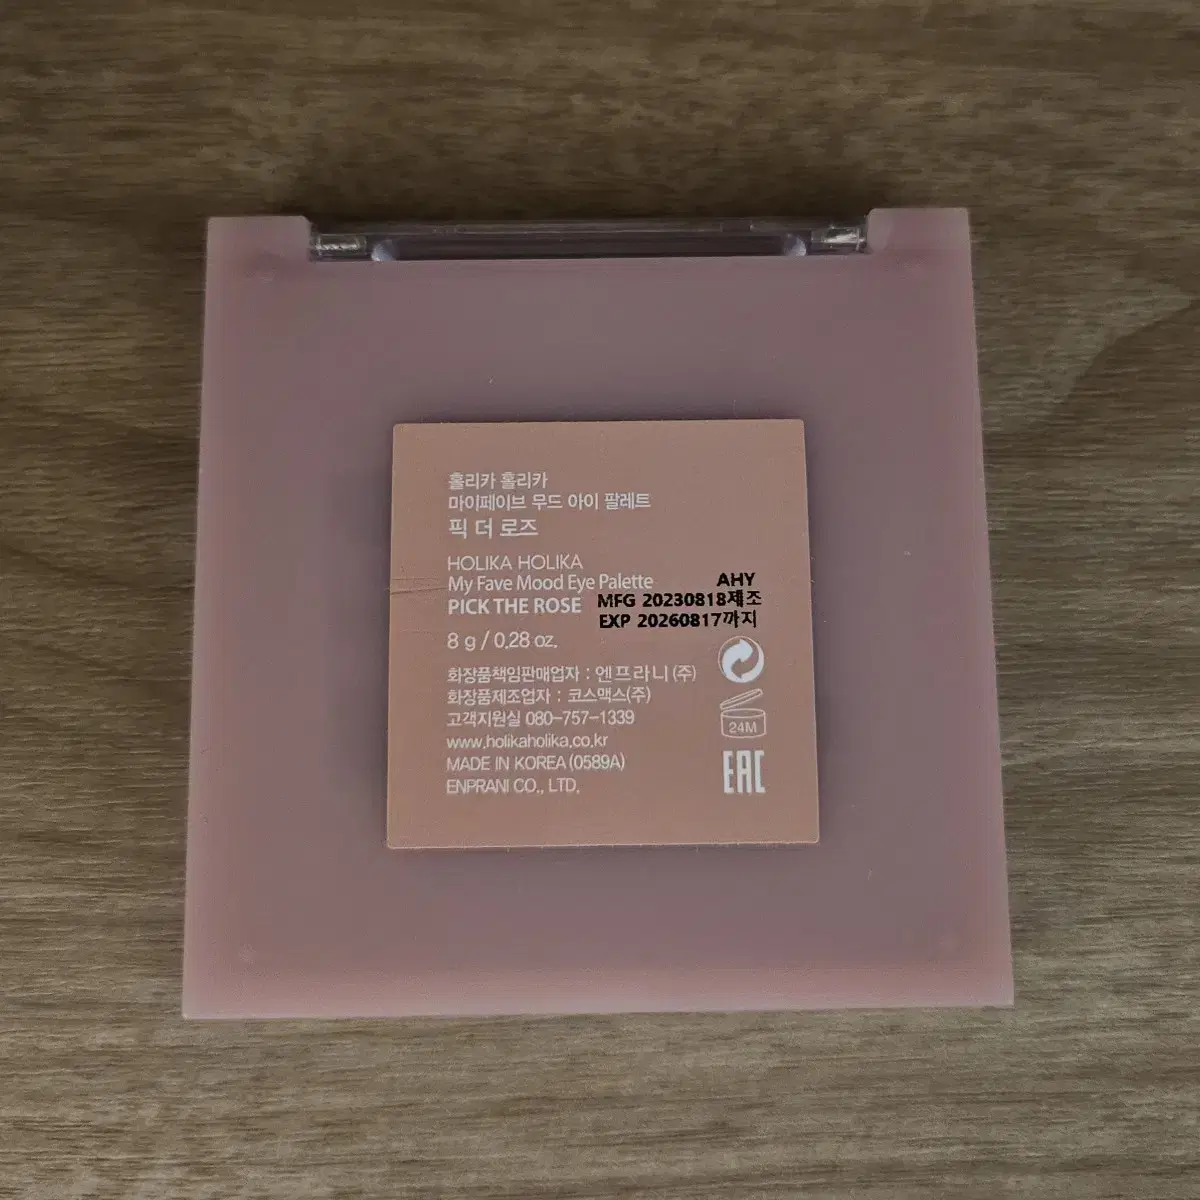 홀리카 홀리카
마이페이브 무드 아이 팔레트
픽 더 로즈
HOLIKA HOLIKA
My Fave Mood Eye Palette
PICK THE ROSE
8 g / 0.28 oz.
AHY
MFG 20230818제조
EXP 20260817까지
화장품책임판매업자 : 엔프라니(주)
화장품제조업자 : 코스맥스(주)
고객지원실 080-757-1339
www.holikaholika.co.kr
MADE IN KOREA (0589A)
ENPRANI CO., LTD.
24M
EAC